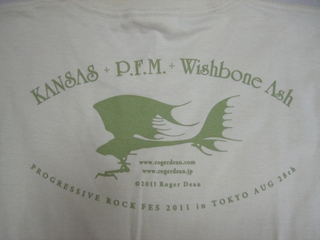 KANSAS + P.F.M. + Wishbone Ash
www.rogerdean.com
www.rogerdean.jp
©2011 Roger Dean
PROGRESSIVE ROCK FES 2011 in TOKYO AUG 28th